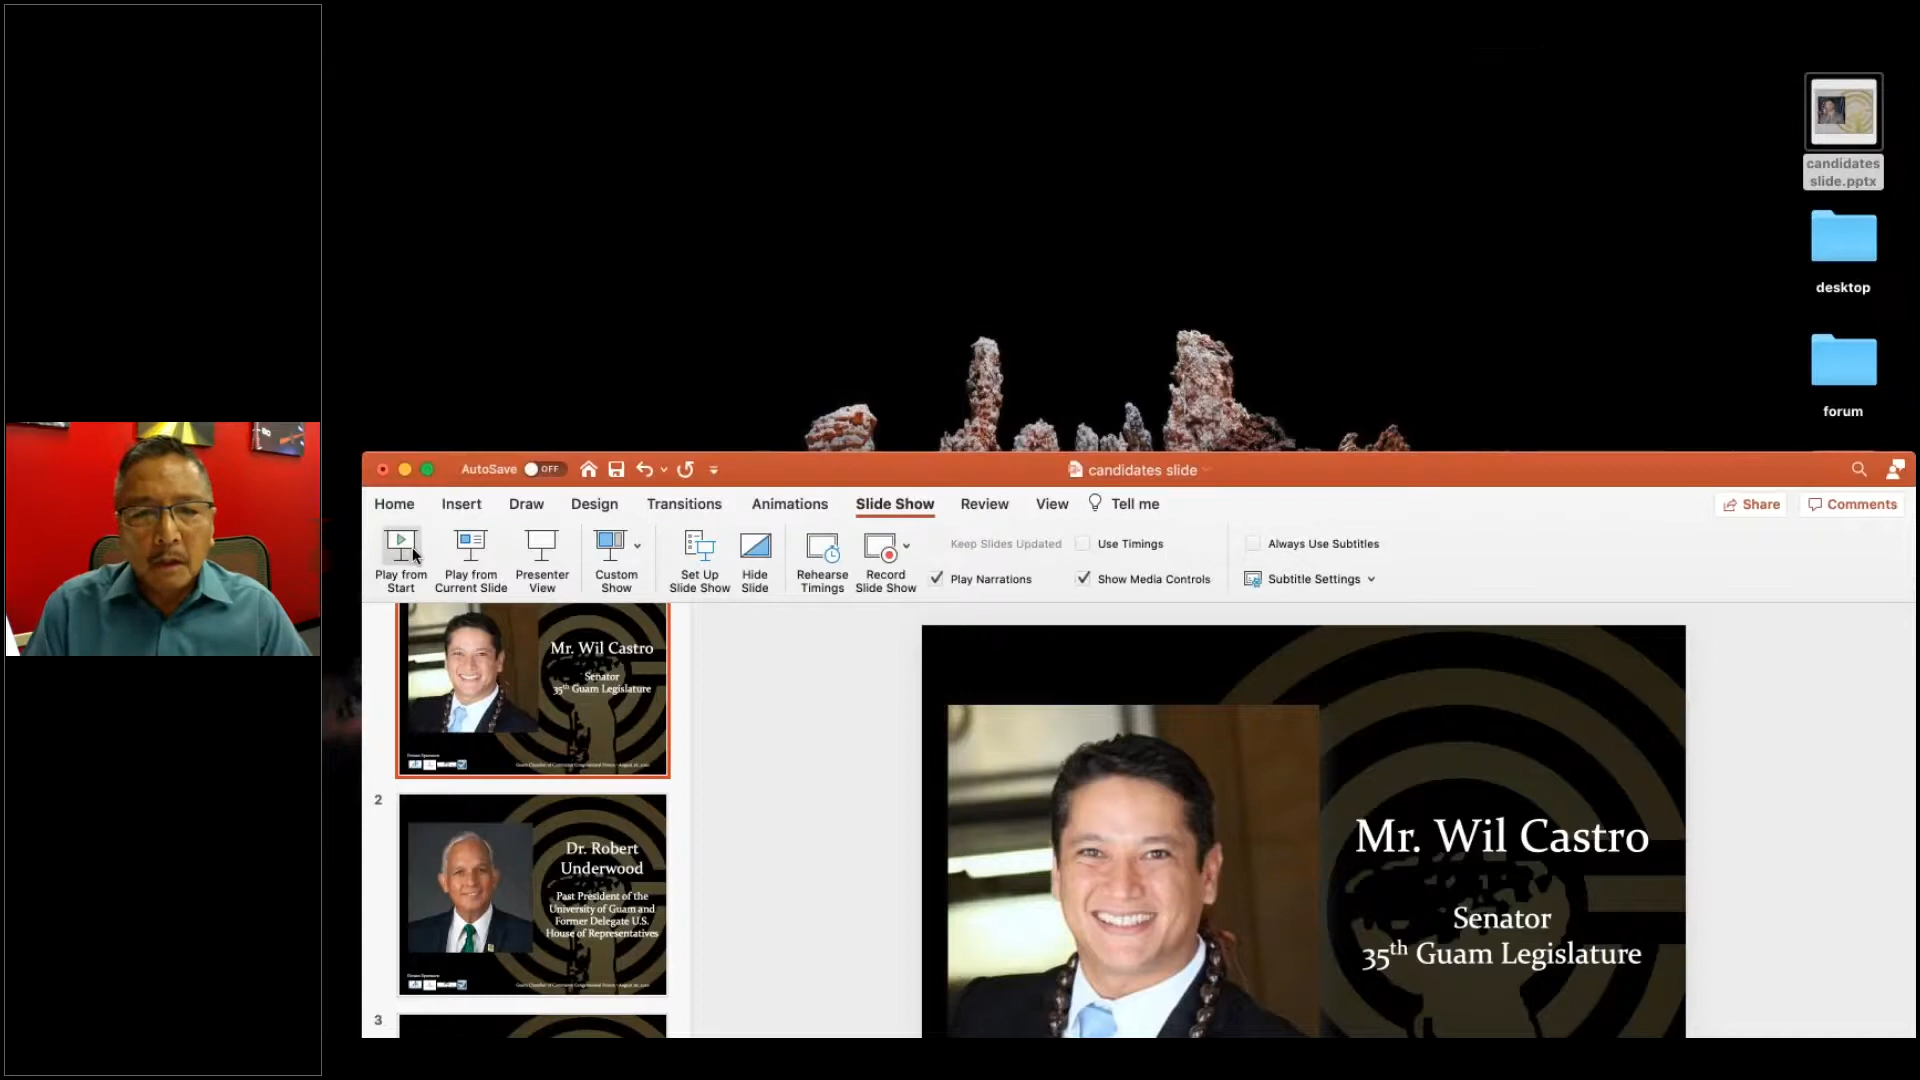 candidates
slide.pptx
desktop
forum
AutoSave OFF
candidates slide
Home Insert Draw Design Transitions Animations Slide Show Review View Tell me
Share Comments
Play from
Start
Play from
Current Slide
Presenter
View
Custom
Show
Set Up
Slide Show
Hide
Slide
Rehearse
Timings
Record
Slide Show
Keep Slides Updated
Use Timings
Play Narrations
Show Media Controls
Always Use Subtitles
Subtitle Settings
Mr. Wil Castro
Senator
35th Guam Legislature
2
Dr. Robert
Underwood
Past President of the
University of Guam and
Former Delegate U.S.
House of Representatives
3
Mr. Wil Castro
Senator
35th Guam Legislature